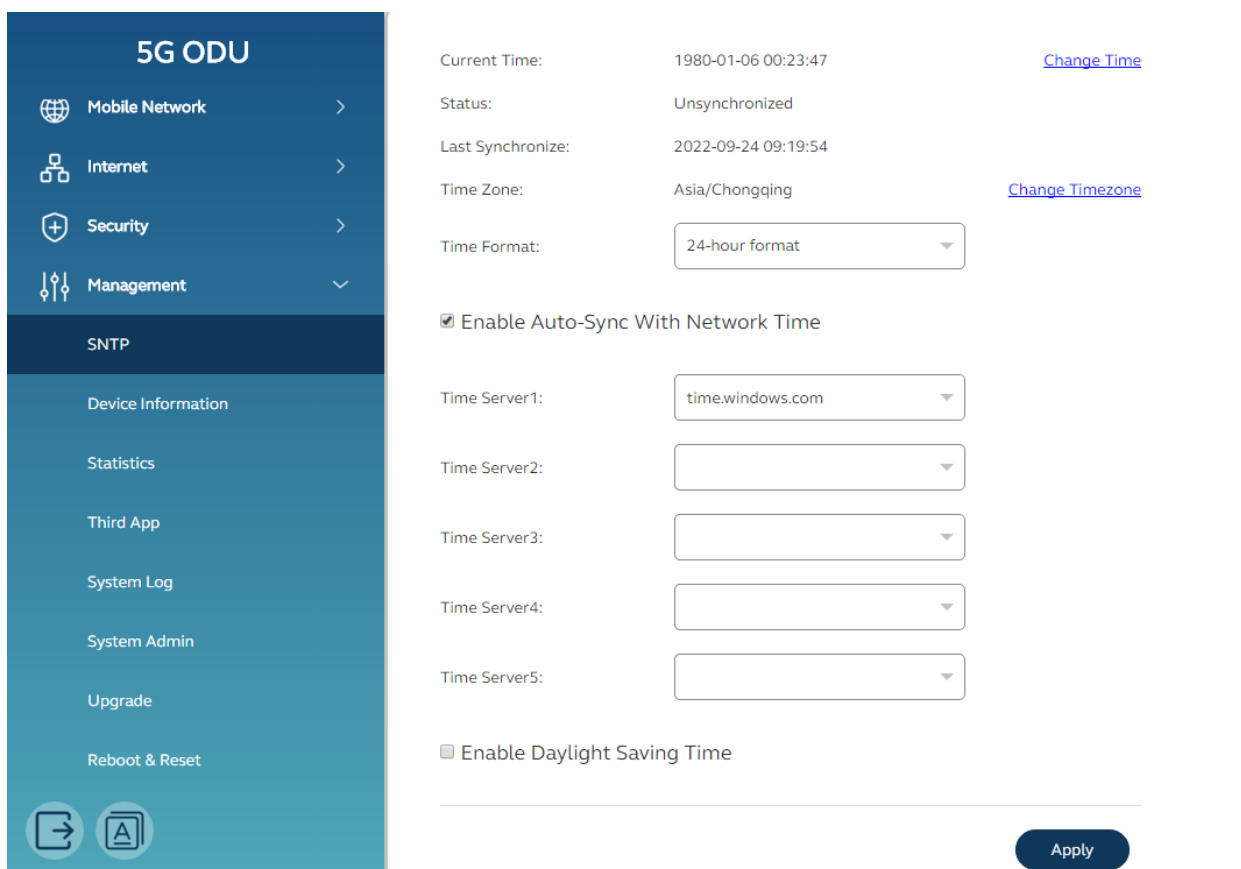 5G ODU
Mobile Network
Internet
Security
Management
SNTP
Device Information
Statistics
Third App
System Log
System Admin
Upgrade
Reboot & Reset
A
Current Time: 1980-01-06 00:23:47 Change Time
Status: Unsynchronized
Last Synchronize: 2022-09-24 09:19:54
Time Zone: Asia/Chongqing Change Timezone
Time Format: 24-hour format
Enable Auto-Sync With Network Time
Time Server1: time.windows.com
Time Server2:
Time Server3:
Time Server4:
Time Server5:
Enable Daylight Saving Time
Apply